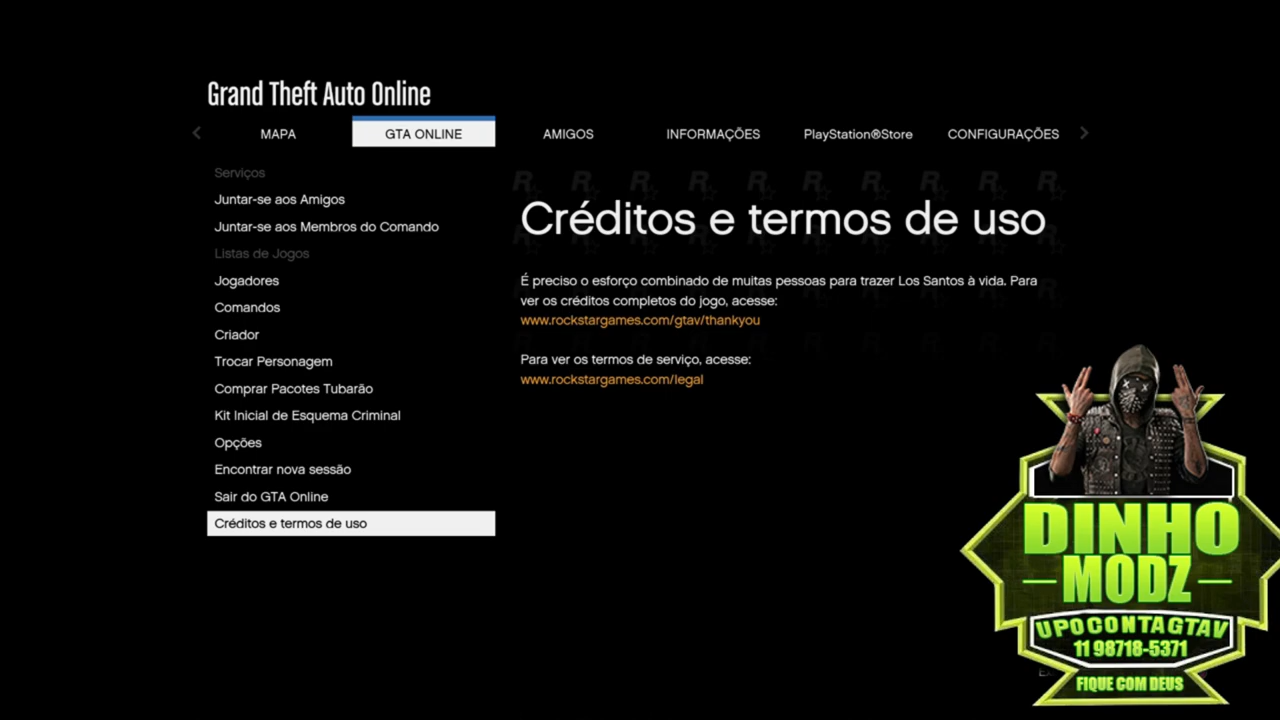 Grand Theft Auto Online
MAPA
GTA ONLINE
AMIGOS
INFORMAÇÕES
PlayStation®Store
CONFIGURAÇÕES
Serviços
Juntar-se aos Amigos
Juntar-se aos Membros do Comando
Listas de Jogos
Jogadores
Comandos
Criador
Trocar Personagem
Comprar Pacotes Tubarão
Kit Inicial de Esquema Criminal
Opções
Encontrar nova sessão
Sair do GTA Online
Créditos e termos de uso
Créditos e termos de uso
É preciso o esforço combinado de muitas pessoas para trazer Los Santos à vida. Para
ver os créditos completos do jogo, acesse:
www.rockstargames.com/gtav/thankyou
Para ver os termos de serviço, acesse:
www.rockstargames.com/legal
DINHO
MODZ
UPO CONTA GTAV
11 98718-5371
FIQUE COM DEUS